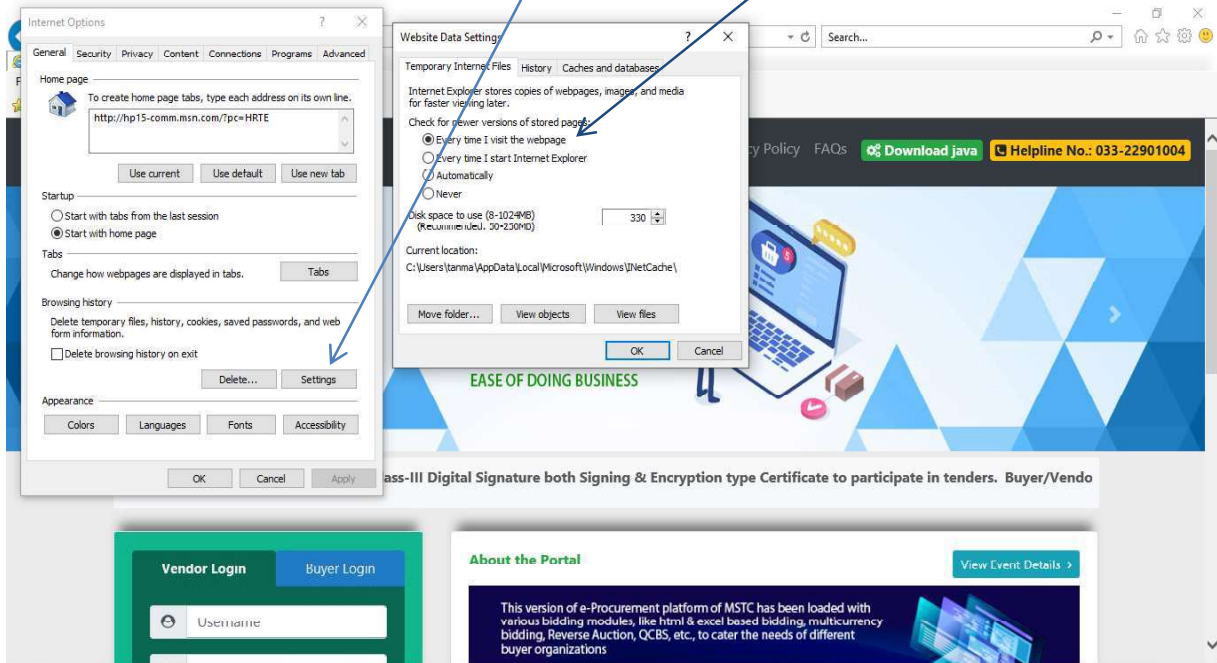 Internet Options
?
General Security Privacy Content Connections Programs Advanced
Home page
To create home page tabs, type each address on its own line.
http://hp15-comm.msn.com/?pc=HRTE
Use current Use default Use new tab
Startup
Start with tabs from the last session
Start with home page
Tabs
Change how webpages are displayed in tabs.
Tabs
Browsing history
Delete temporary files, history, cookies, saved passwords, and web
form information.
Delete browsing history on exit
Delete... Settings
Appearance
Colors Languages Fonts Accessibility
OK Cancel Apply
Website Data Settings
?
Temporary Internet Files History Caches and databases
Internet Explorer stores copies of webpages, images, and media
for faster viewing later.
Check for newer versions of stored pages:
Every time I visit the webpage
Every time I start Internet Explorer
Automatically
Never
Disk space to use (8-1024MB)
(Recommended: 50-250MB)
330
Current location:
C:\Users\tanma\AppData\Local\Microsoft\Windows\INetCache\
Move folder... View objects View files
OK Cancel
Search...
cy Policy FAQs Download java Helpline No.: 033-22901004
5
EASE OF DOING BUSINESS
ass-III Digital Signature both Signing & Encryption type Certificate to participate in tenders. Buyer/Vendo
Vendor Login Buyer Login
Username
About the Portal
View Event Details
This version of e-Procurement platform of MSTC has been loaded with
various bidding modules, like html & excel based bidding, multicurrency
bidding, Reverse Auction, QCBS, etc., to cater the needs of different
buyer organizations